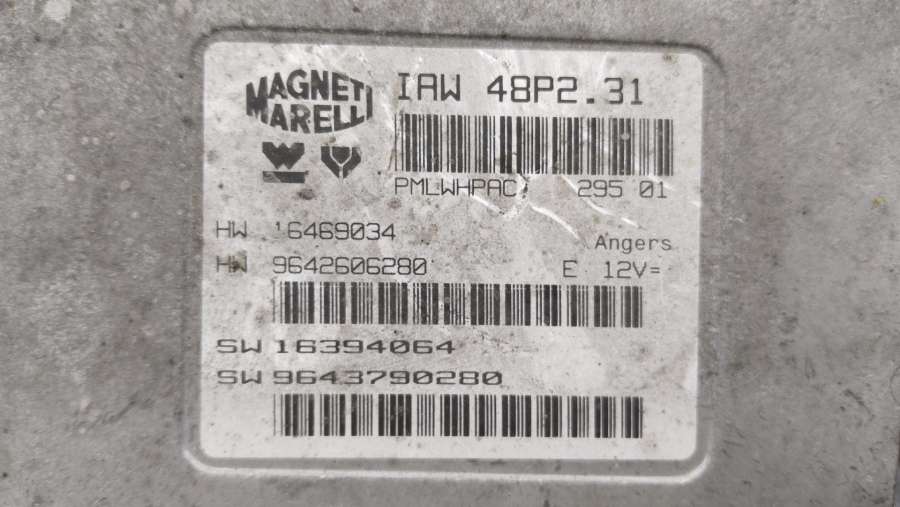 MAGNETI
MARELLI
IAW 48P2.31
PMLWHPAC 295 01
HW 16469034
Angers
HW 9642606280 E 12V=
SW 16394064
SW 9643790280